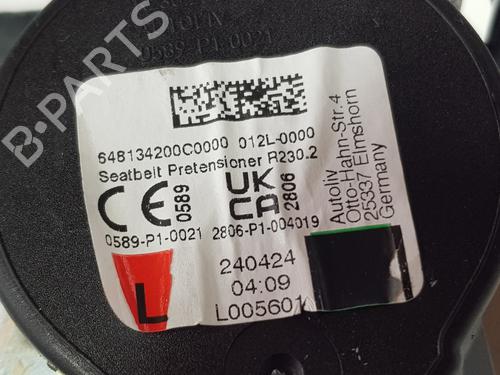 0589-P1-0021
B-PARTS
648134200C0000 012L-0000
Seatbelt Pretensioner R230.2
CE 0589
UK CA 2806
0589-P1-0021 2806-P1-004019
Autoliv
Otto-Hahn-Str. 4
25337 Elmshorn
Germany
L
240424
04:09
L005601